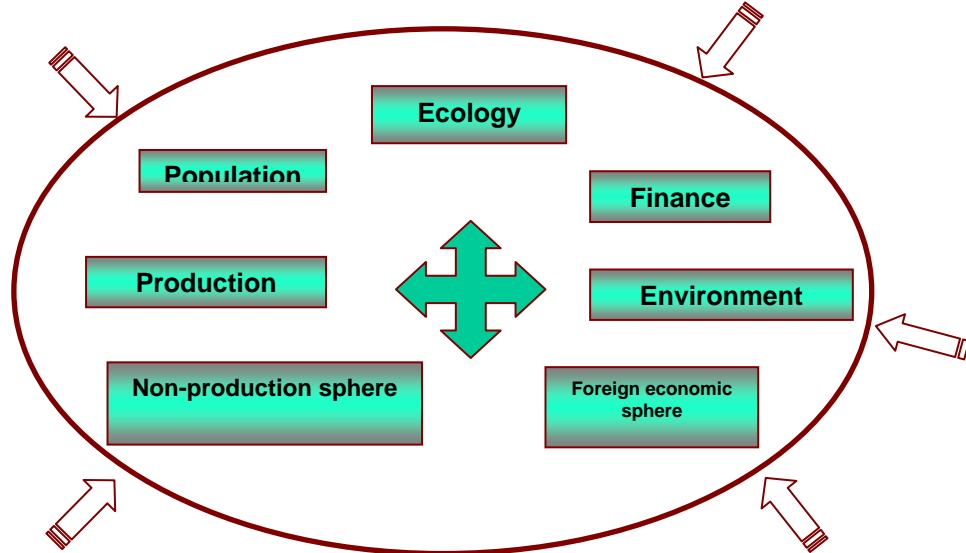 Ecology
Population
Finance
Production
Environment
Non-production sphere
Foreign economic
sphere